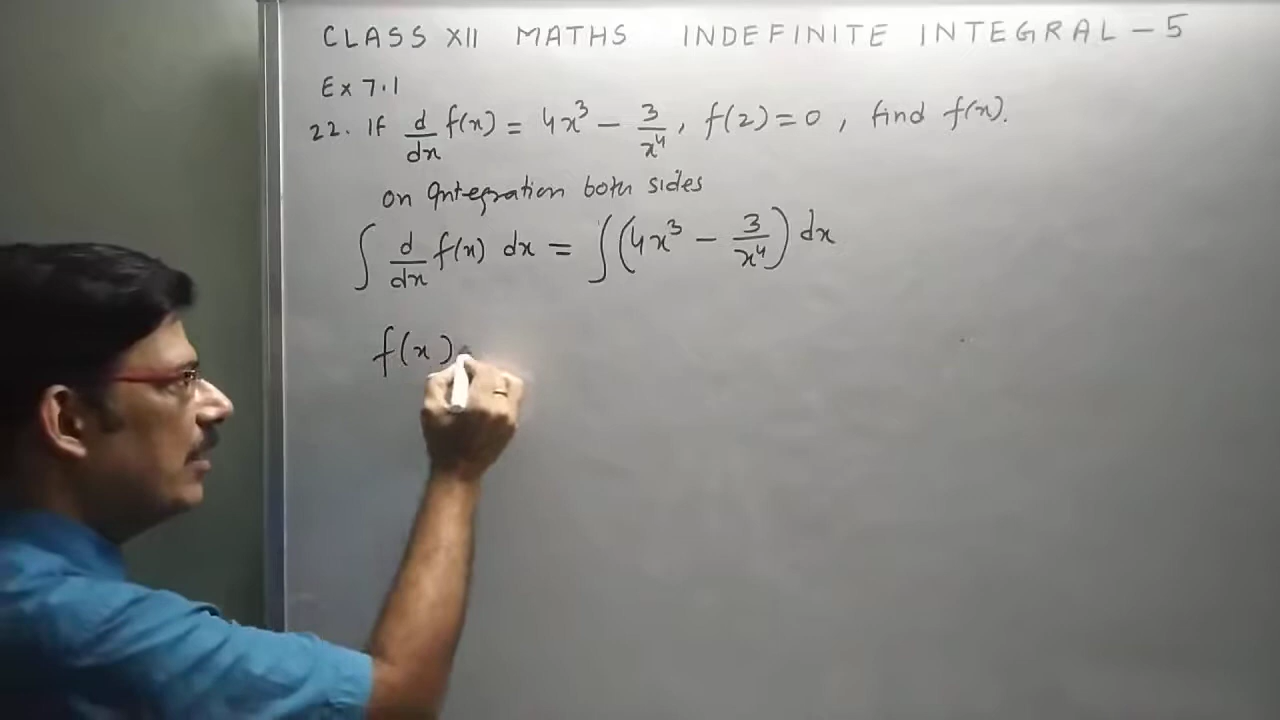 CLASS XII MATHS INDEFINITE INTEGRAL - 5
Ex 7.1
22. If d/dx f(x) = 4x³ - 3/x⁴, f(2) = 0, find f(x).
on Integration both sides
∫ d/dx f(x) dx = ∫(4x³ - 3/x⁴) dx
f(x)